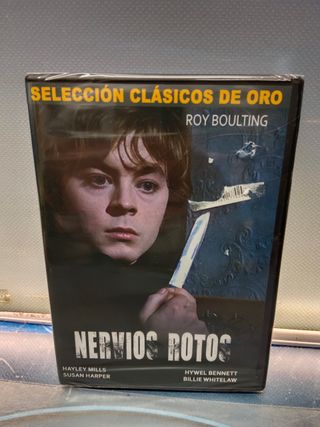 SELECCIÓN CLÁSICOS DE ORO
ROY BOULTING
NERVIOS ROTOS
HAYLEY MILLS
SUSAN HARPER
HYWEL BENNETT
BILLIE WHITELAW